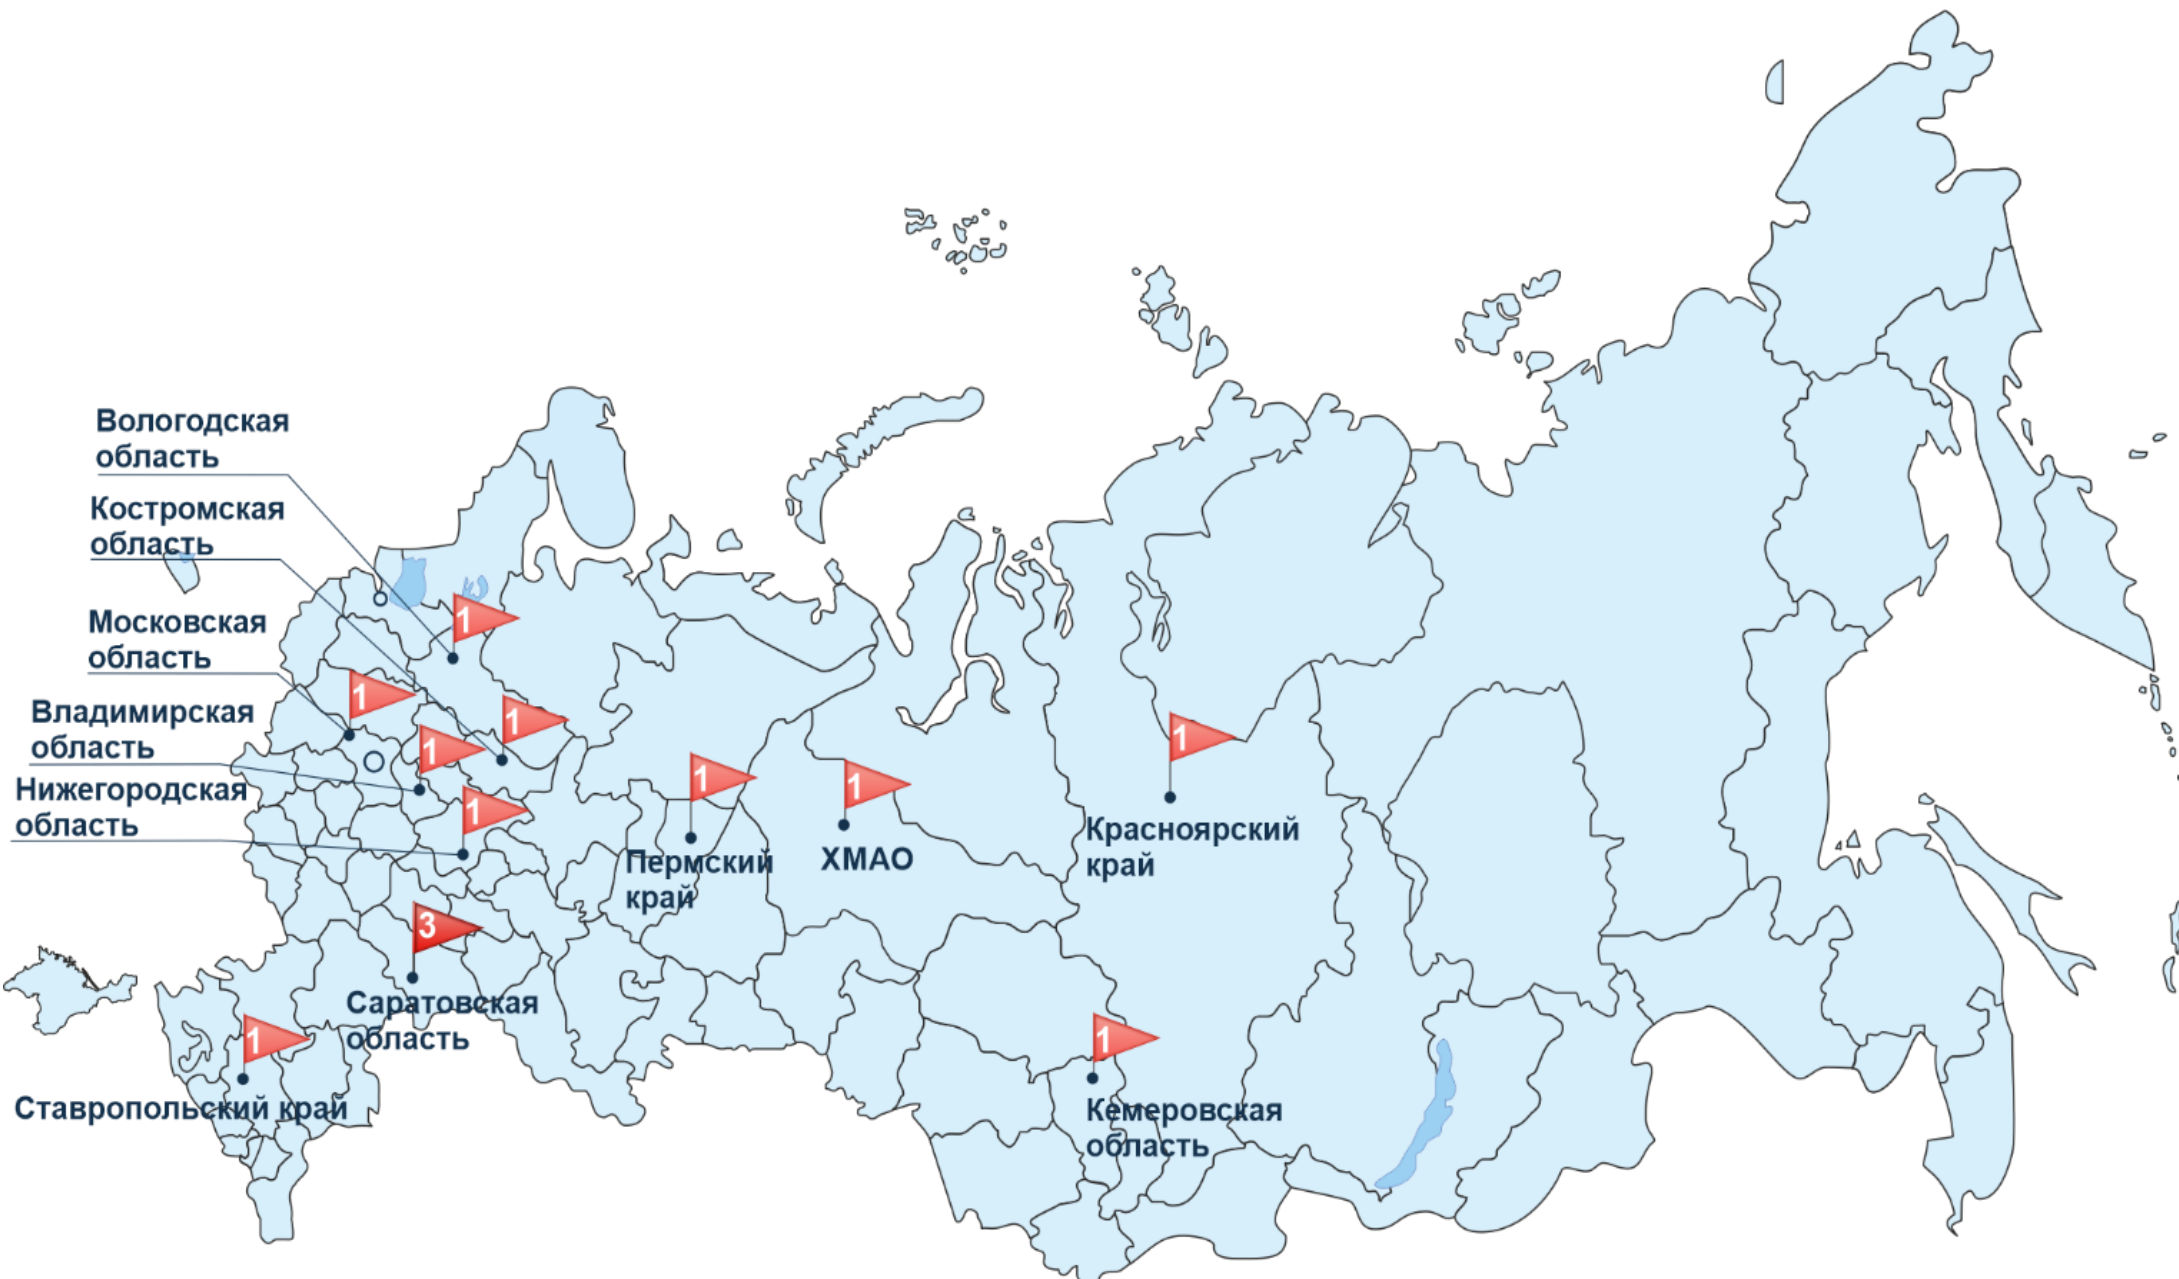 Вологодская
область
1
Костромская
область
Московская
область
1
1
Владимирская
область
1
Нижегородская
область
1
1
Пермский
край
1
ХМАО
1
Красноярский
край
3
Саратовская
область
1
Ставропольский край
1
Кемеровская
область